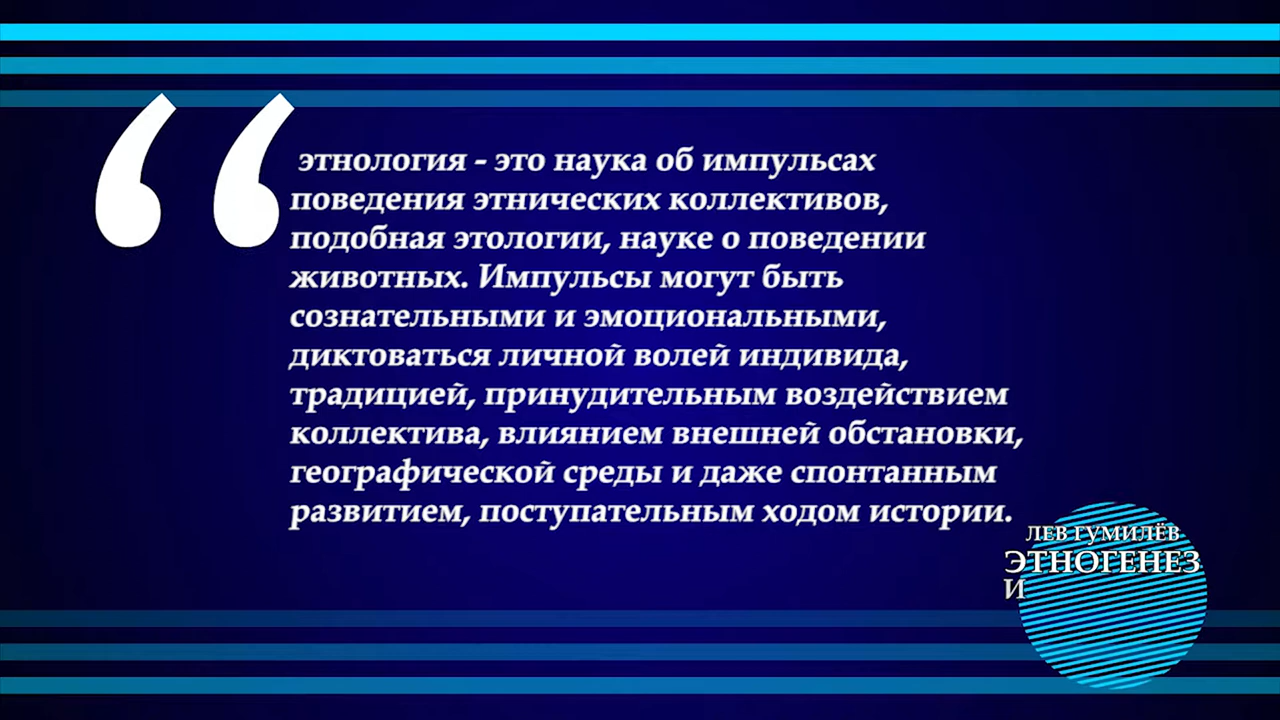 этнология - это наука об импульсах
поведения этнических коллективов,
подобная этологии, науке о поведении
животных. Импульсы могут быть
сознательными и эмоциональными,
диктоваться личной волей индивида,
традицией, принудительным воздействием
коллектива, влиянием внешней обстановки,
географической среды и даже спонтанным
развитием, поступательным ходом истории.
ЛЕВ ГУМИЛЁВ
ЭТНОГЕНЕЗ
И